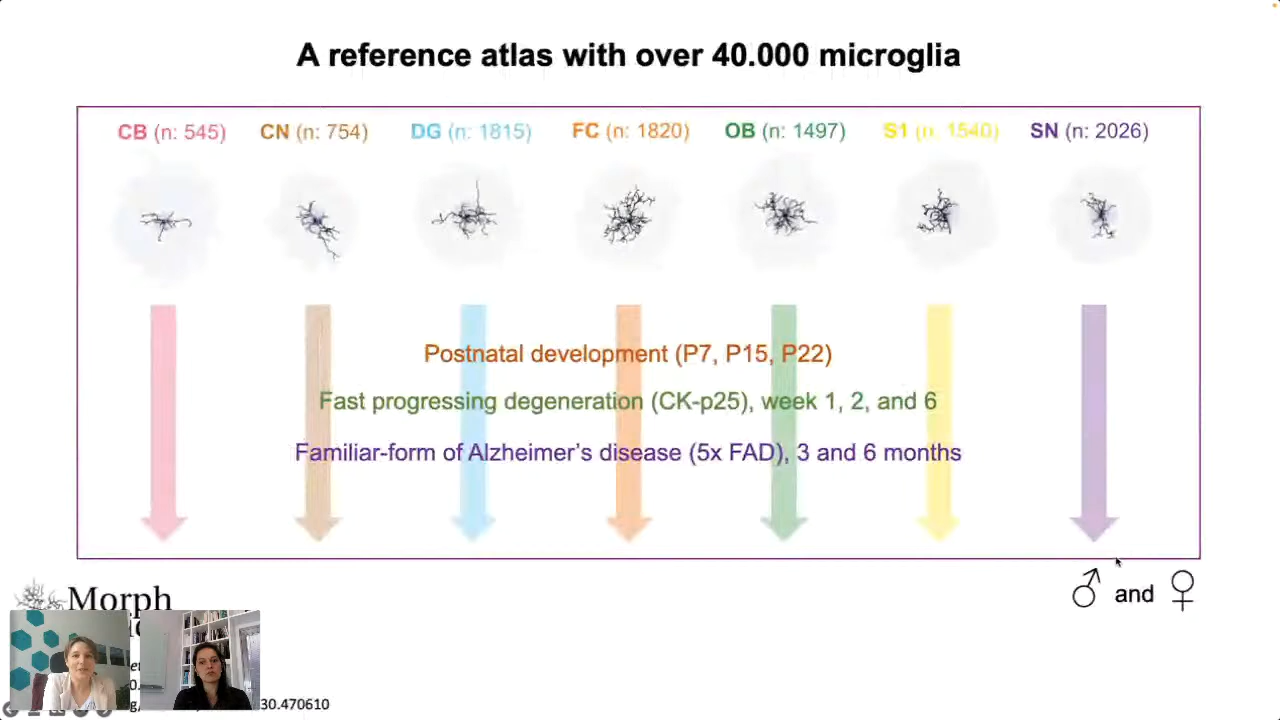 A reference atlas with over 40.000 microglia
CB (n: 545) CN (n: 754) DG (n: 1815) FC (n: 1820) OB (n: 1497) S1 (n: 1540) SN (n: 2026)
Postnatal development (P7, P15, P22)
Fast progressing degeneration (CK-p25), week 1, 2, and 6
Familiar-form of Alzheimer's disease (5x FAD), 3 and 6 months
♂ and ♀
Morph
30.470610